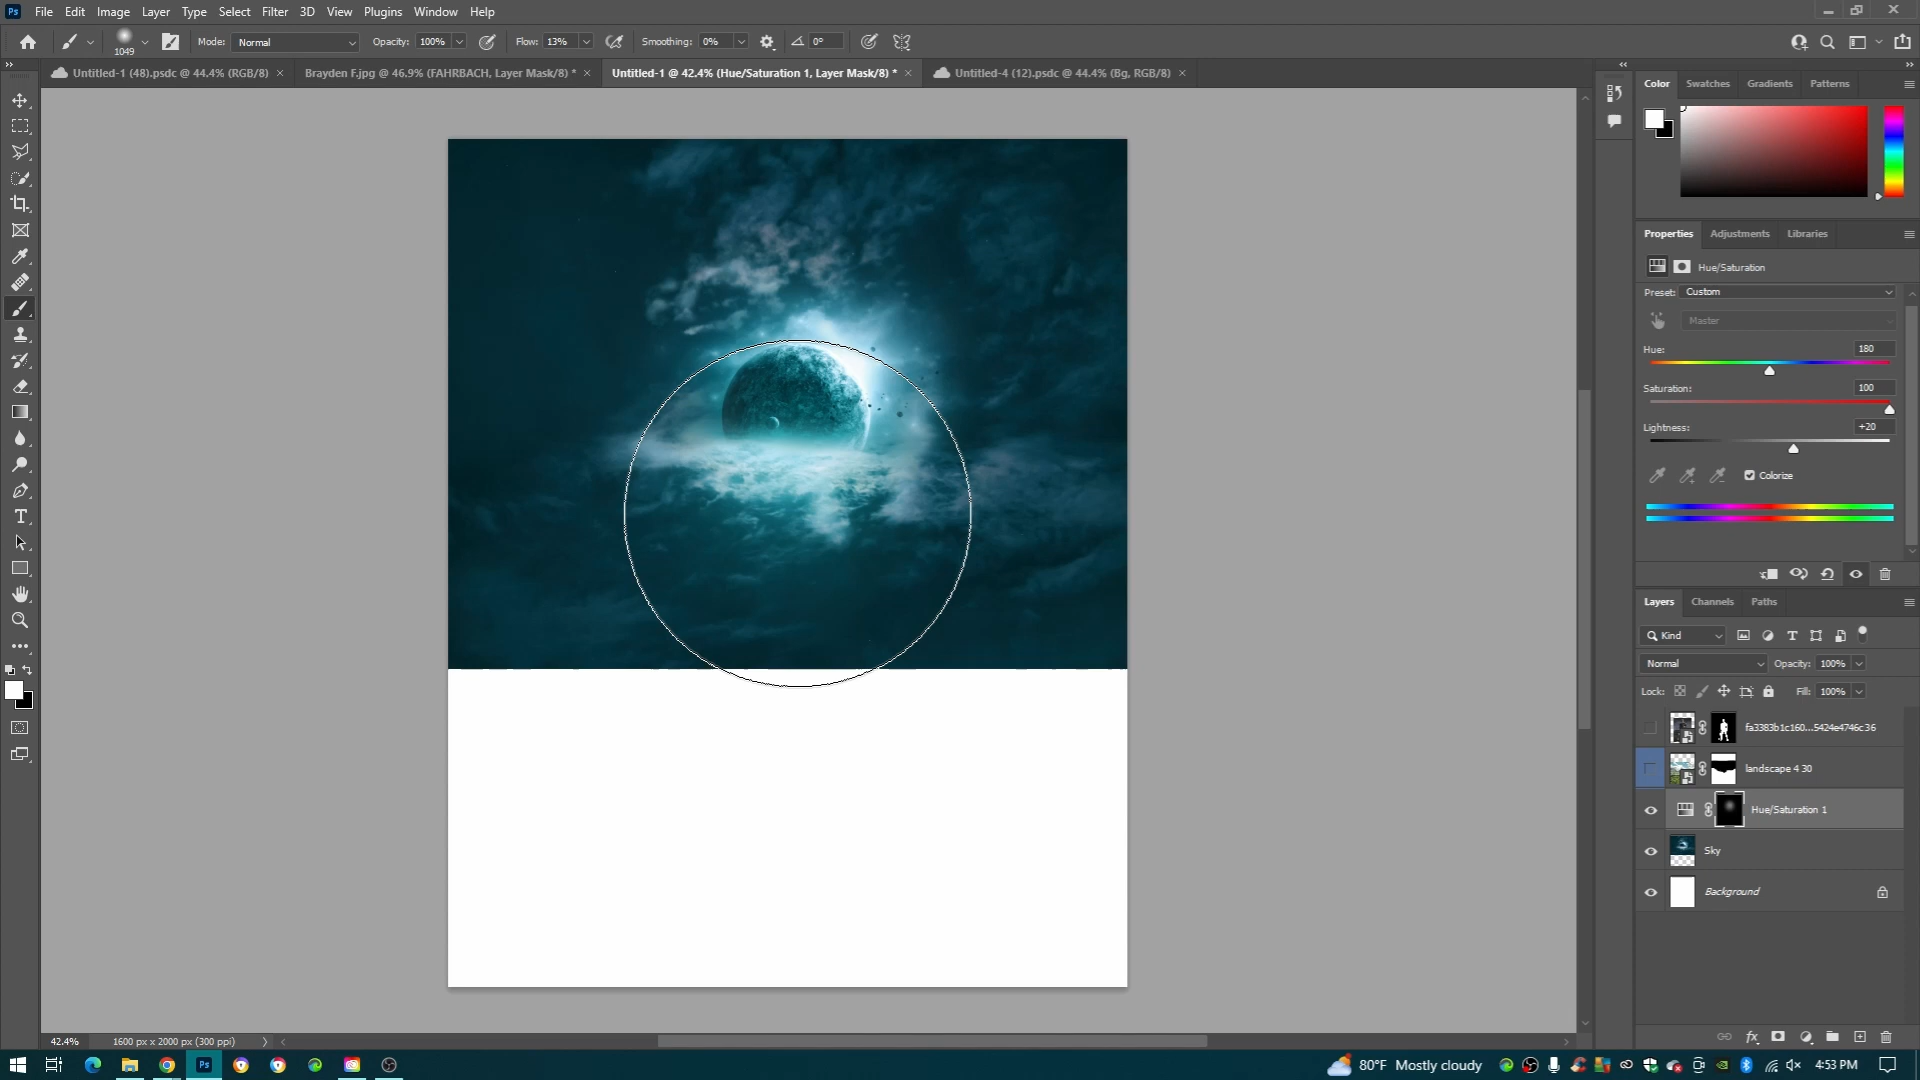 Ps File Edit Image Layer Type Select Filter 3D View Plugins Window Help
1049 Mode: Normal Opacity: 100% Flow: 13% Smoothing: 0% 0°
Untitled-1 (48).psdc @ 44.4% (RGB/8) Brayden F.jpg @ 46.9% (FAHRBACH, Layer Mask/8) * Untitled-1 @ 42.4% (Hue/Saturation 1, Layer Mask/8) * Untitled-4 (12).psdc @ 44.4% (Bg, RGB/8)
Color Swatches Gradients Patterns
Properties Adjustments Libraries
Hue/Saturation
Preset: Custom
Master
Hue: 180
Saturation: 100
Lightness: +20
Colorize
Layers Channels Paths
Kind
Normal Opacity: 100%
Lock: Fill: 100%
fa3383b1c160...5424e4746c36
landscape 4 30
Hue/Saturation 1
Sky
Background
42.4% 1600 px x 2000 px (300 ppi)
Ps 80°F Mostly cloudy 4:53 PM